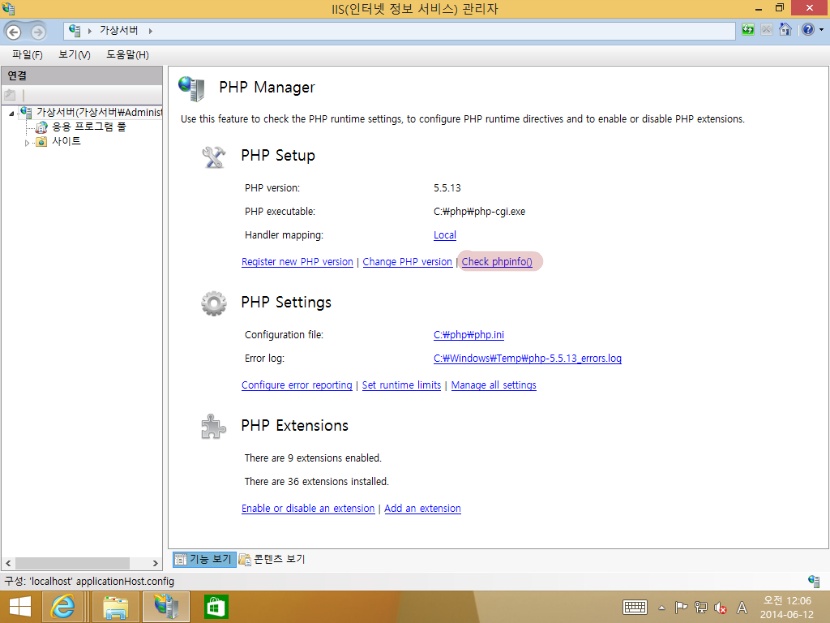 IIS(인터넷 정보 서비스) 관리자
가상서버
파일(F) 보기(V) 도움말(H)
연결
가상서버(가상서버₩Administ
응용 프로그램 풀
사이트
PHP Manager
Use this feature to check the PHP runtime settings, to configure PHP runtime directives and to enable or disable PHP extensions.
PHP Setup
PHP version: 5.5.13
PHP executable: C:₩php₩php-cgi.exe
Handler mapping: Local
Register new PHP version | Change PHP version | Check phpinfo()
PHP Settings
Configuration file: C:₩php₩php.ini
Error log: C:₩Windows₩Temp₩php-5.5.13_errors.log
Configure error reporting | Set runtime limits | Manage all settings
PHP Extensions
There are 9 extensions enabled.
There are 36 extensions installed.
Enable or disable an extension | Add an extension
기능 보기 콘텐츠 보기
구성: 'localhost' applicationHost.config
A
오전 12:06
2014-06-12